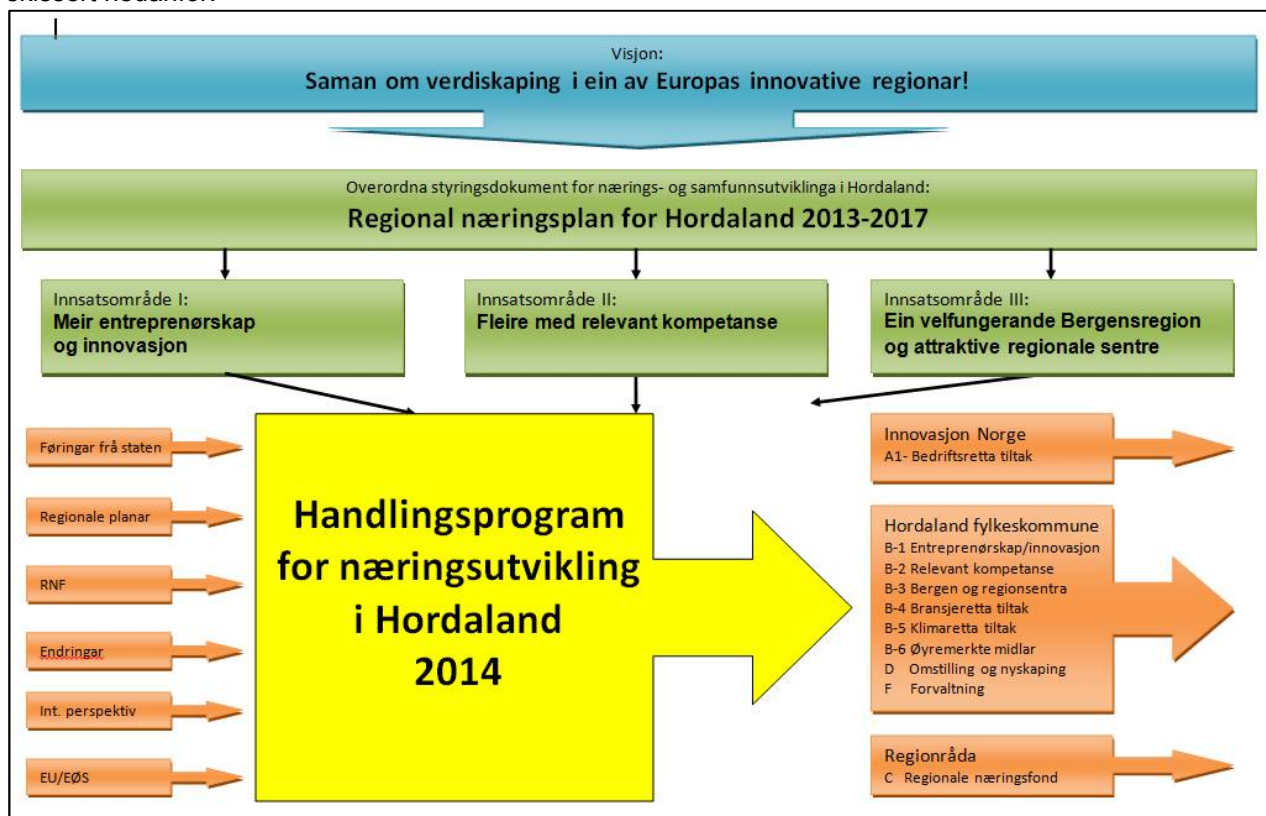 Visjon:
Saman om verdiskaping i ein av Europas innovative regionar!
Overordna styringsdokument for nærings- og samfunnsutviklinga i Hordaland:
Regional næringsplan for Hordaland 2013-2017
Innsatsområde I:
Meir entreprenørskap
og innovasjon
Innsatsområde II:
Fleire med relevant kompetanse
Innsatsområde III:
Ein velfungerande Bergensregion
og attraktive regionale sentre
Føringar frå staten
Regionale planar
RNF
Endringar
Int. perspektiv
EU/EØS
Handlingsprogram
for næringsutvikling
i Hordaland
2014
Innovasjon Norge
A1- Bedriftsretta tiltak
Hordaland fylkeskommune
B-1 Entreprenørskap/innovasjon
B-2 Relevant kompetanse
B-3 Bergen og regionsentra
B-4 Bransjeretta tiltak
B-5 Klimaretta tiltak
B-6 Øyremerkte midlar
D Omstilling og nyskaping
F Forvaltning
Regionråda
C Regionale næringsfond